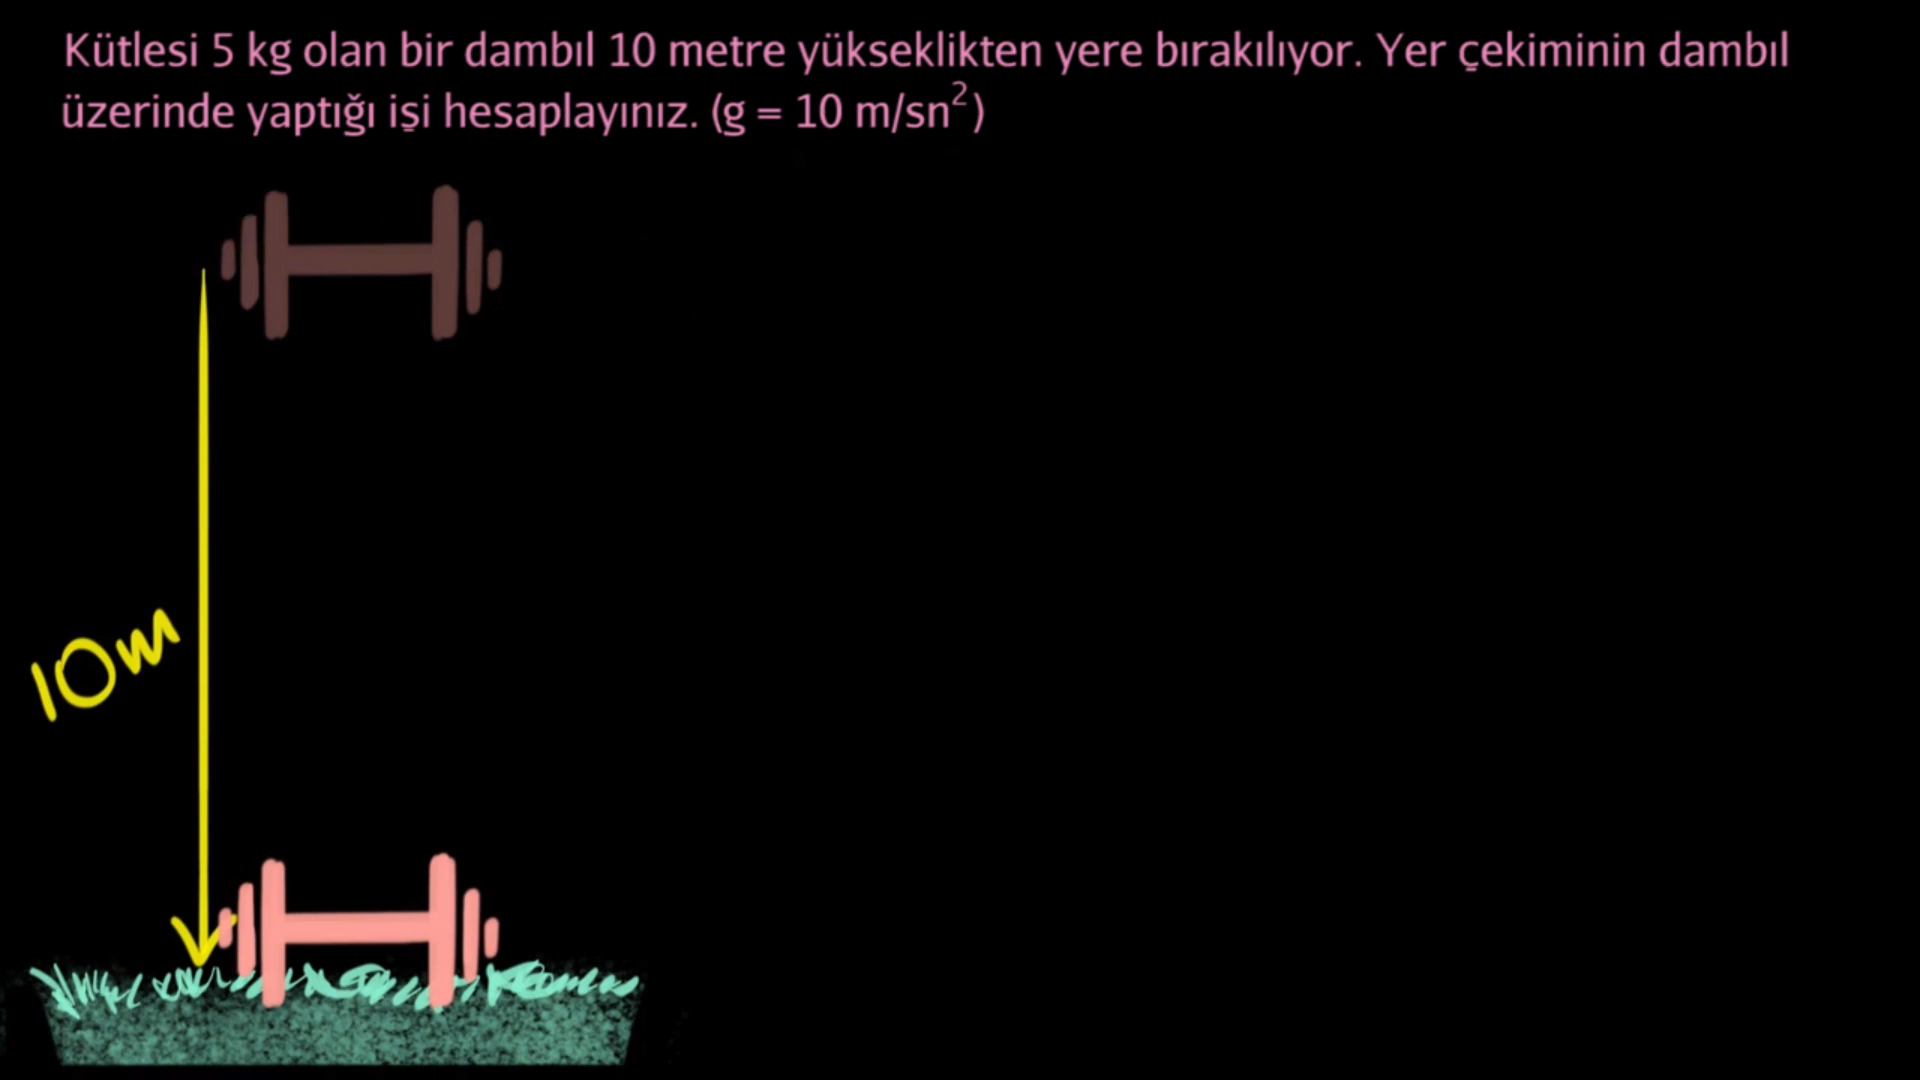 Kütlesi 5 kg olan bir dambıl 10 metre yükseklikten yere bırakılıyor. Yer çekiminin dambıl
üzerinde yaptığı işi hesaplayınız. (g = 10 m/sn²)
10m